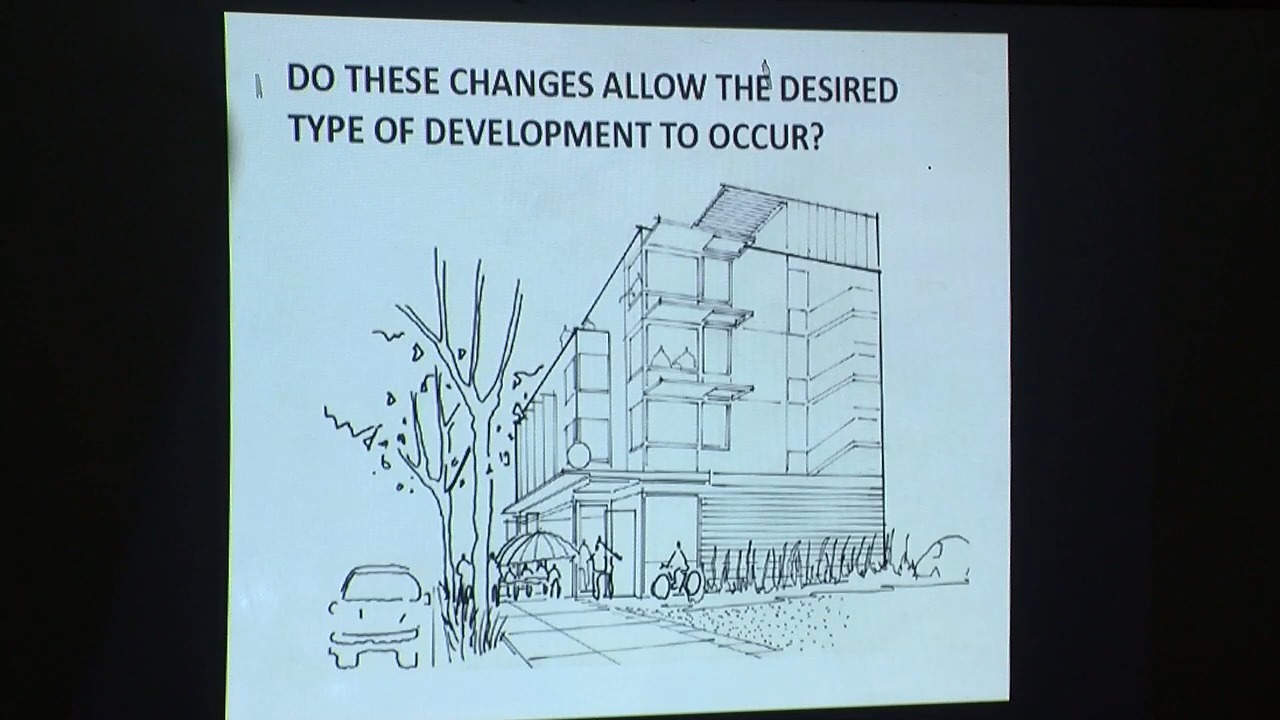 DO THESE CHANGES ALLOW THE DESIRED
TYPE OF DEVELOPMENT TO OCCUR?